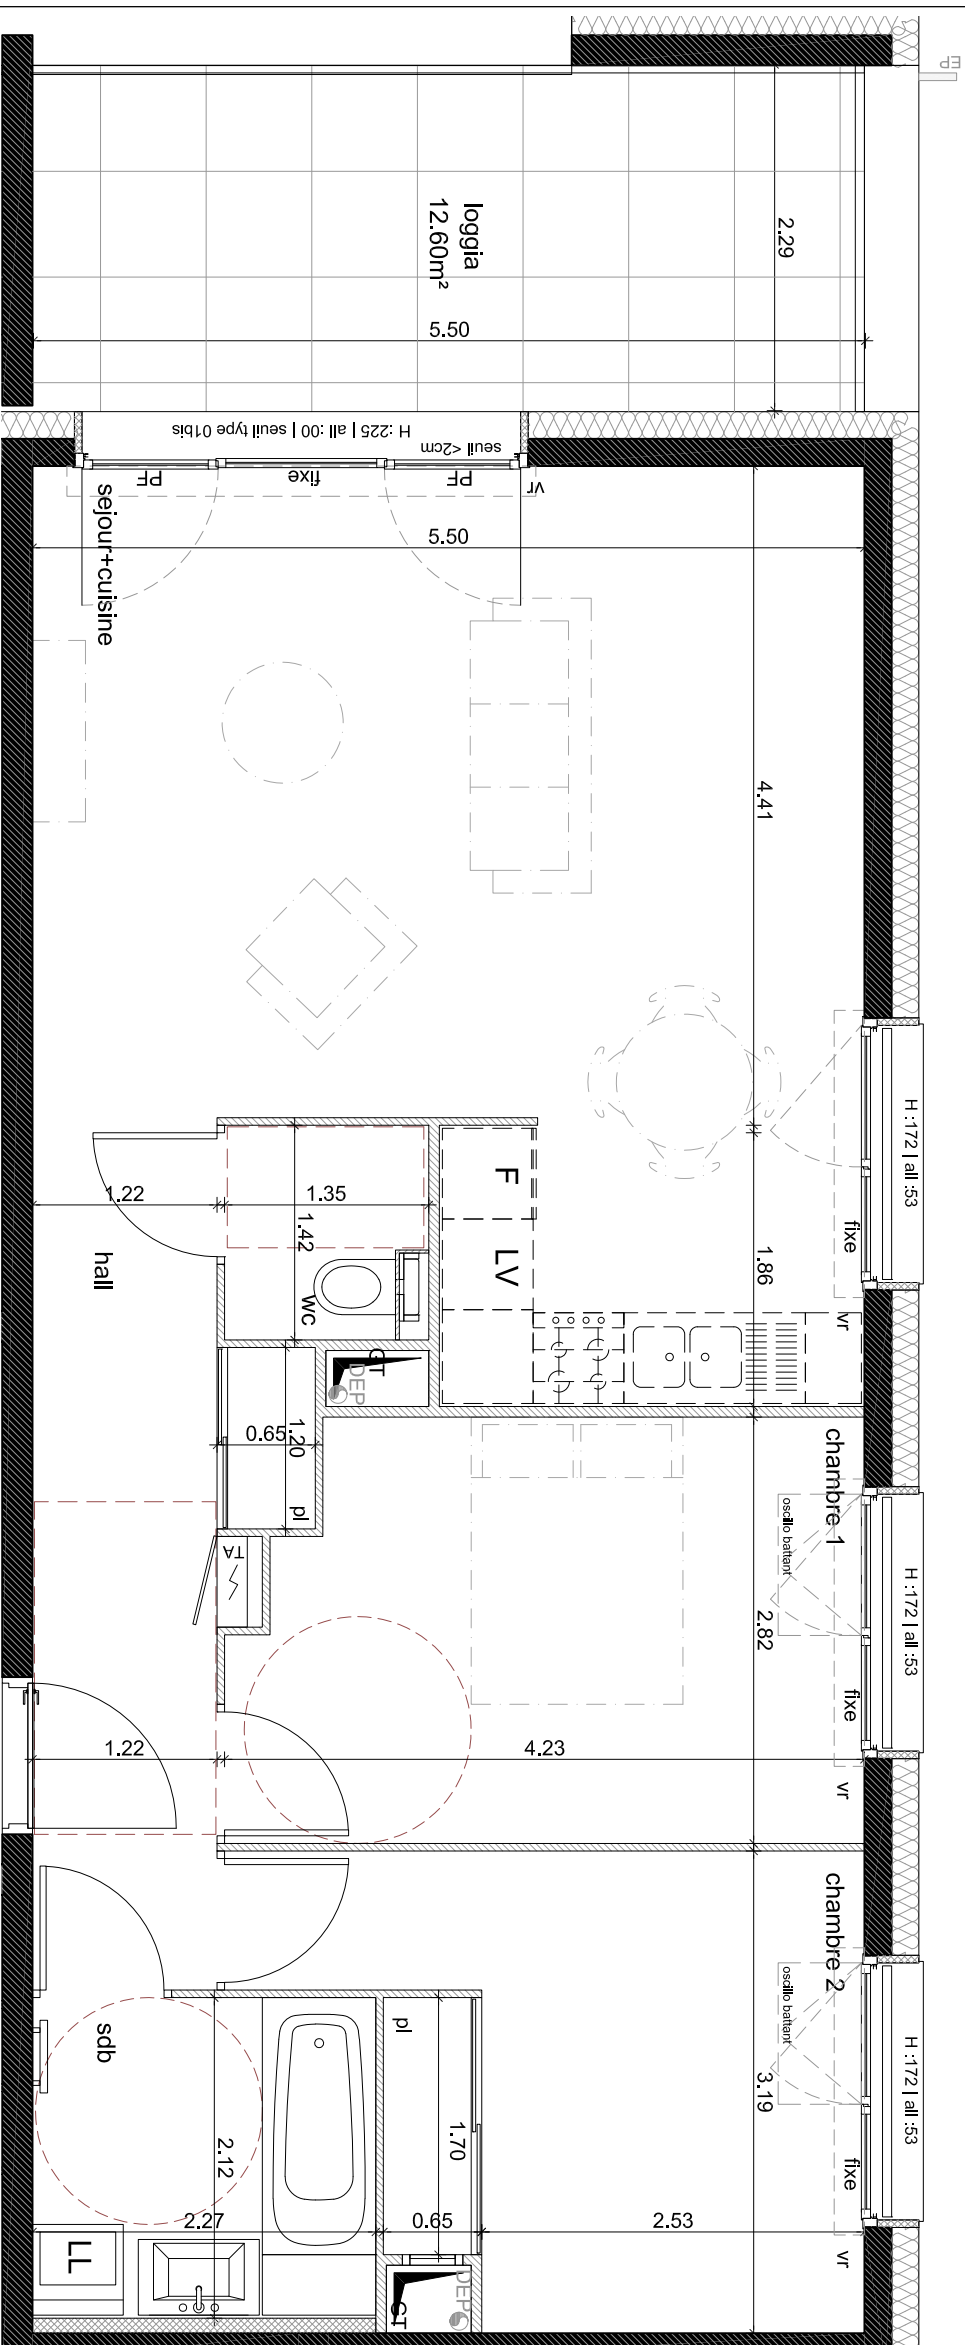 EP
loggia
12.60m²
2.29
5.50
H :225 | all :00 | seuil type 01bis
seuil <2cm
PF
fixe
PF
vr
sejour+cuisine
5.50
4.41
H :172 | all :53
fixe
vr
1.22
1.35
1.42
wc
hall
F
LV
1.86
GT
DEP
0.65
1.20
pl
TA
chambre 1
oscillo battant
H :172 | all :53
fixe
vr
2.82
1.22
4.23
chambre 2
oscillo battant
H :172 | all :53
fixe
vr
3.19
sdb
pl
1.70
2.12
2.27
0.65
2.53
LL
DEP
GT